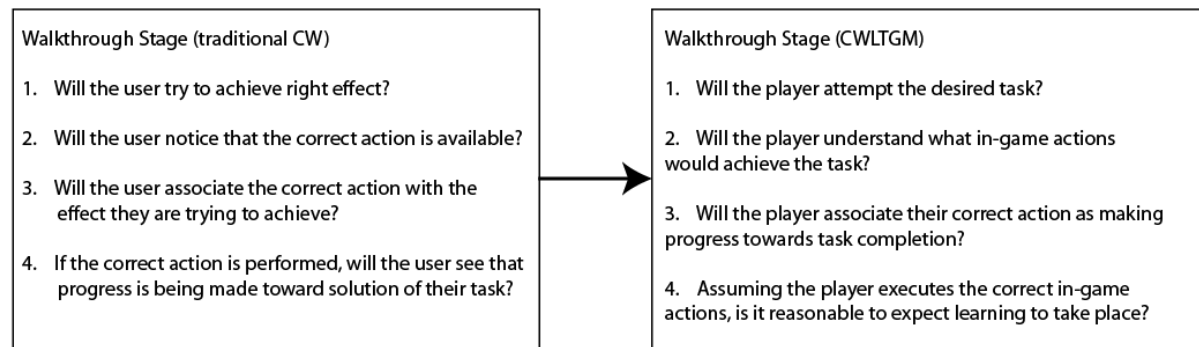 Walkthrough Stage (traditional CW)
1. Will the user try to achieve right effect?
2. Will the user notice that the correct action is available?
3. Will the user associate the correct action with the
effect they are trying to achieve?
4. If the correct action is performed, will the user see that
progress is being made toward solution of their task?
Walkthrough Stage (CWLTGM)
1. Will the player attempt the desired task?
2. Will the player understand what in-game actions
would achieve the task?
3. Will the player associate their correct action as making
progress towards task completion?
4. Assuming the player executes the correct in-game
actions, is it reasonable to expect learning to take place?